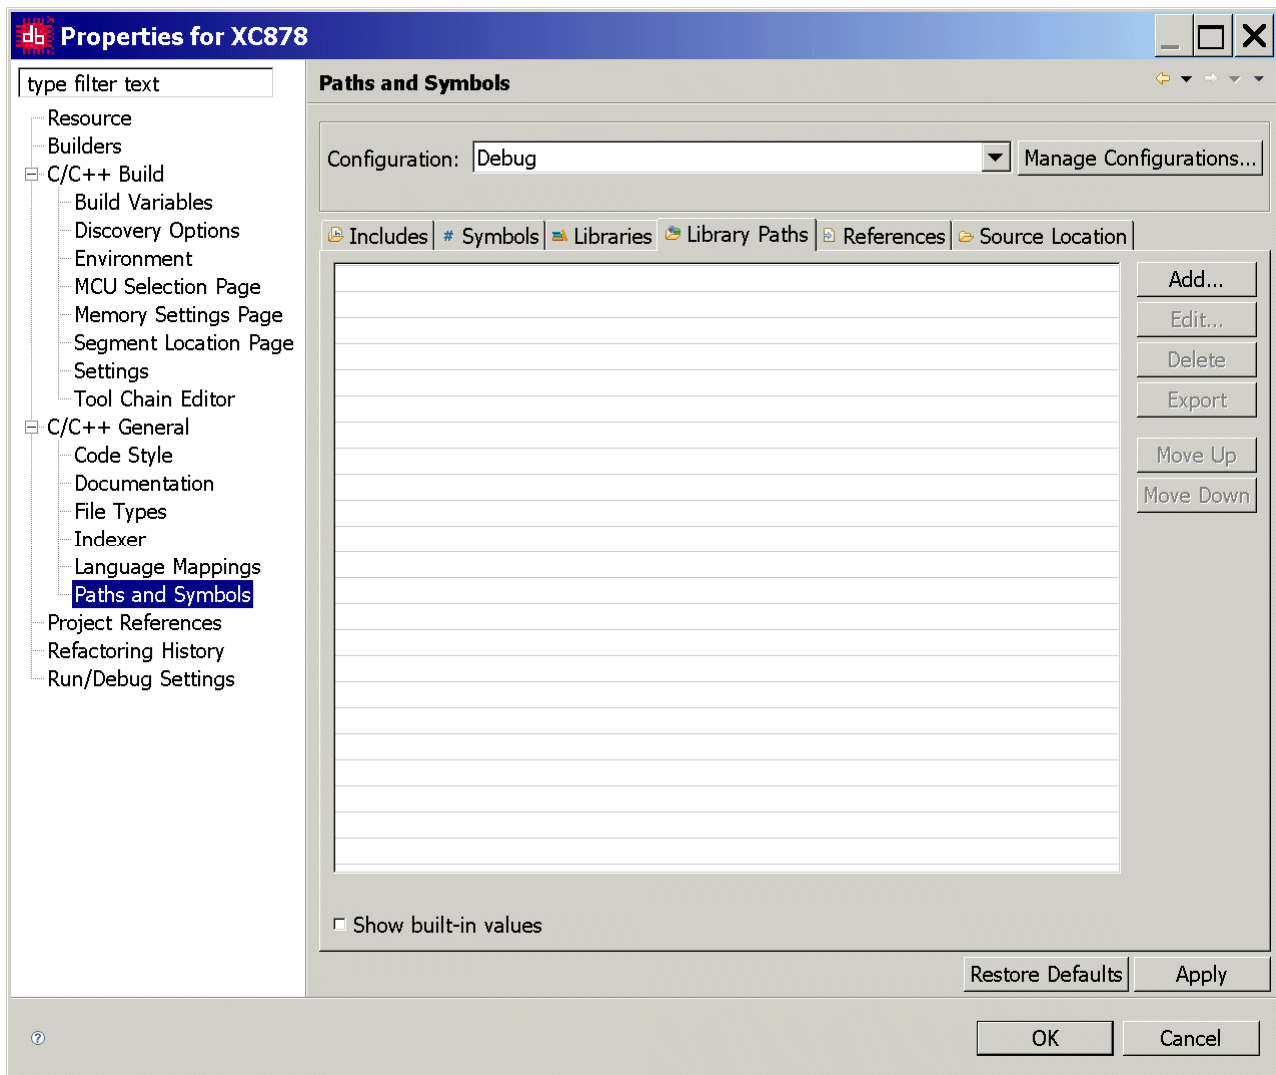 db Properties for XC878
type filter text
Resource
Builders
C/C++ Build
Build Variables
Discovery Options
Environment
MCU Selection Page
Memory Settings Page
Segment Location Page
Settings
Tool Chain Editor
C/C++ General
Code Style
Documentation
File Types
Indexer
Language Mappings
Paths and Symbols
Project References
Refactoring History
Run/Debug Settings
Paths and Symbols
Configuration: Debug Manage Configurations...
Includes # Symbols Libraries Library Paths References Source Location
Add...
Edit...
Delete
Export
Move Up
Move Down
Show built-in values
Restore Defaults Apply
? OK Cancel